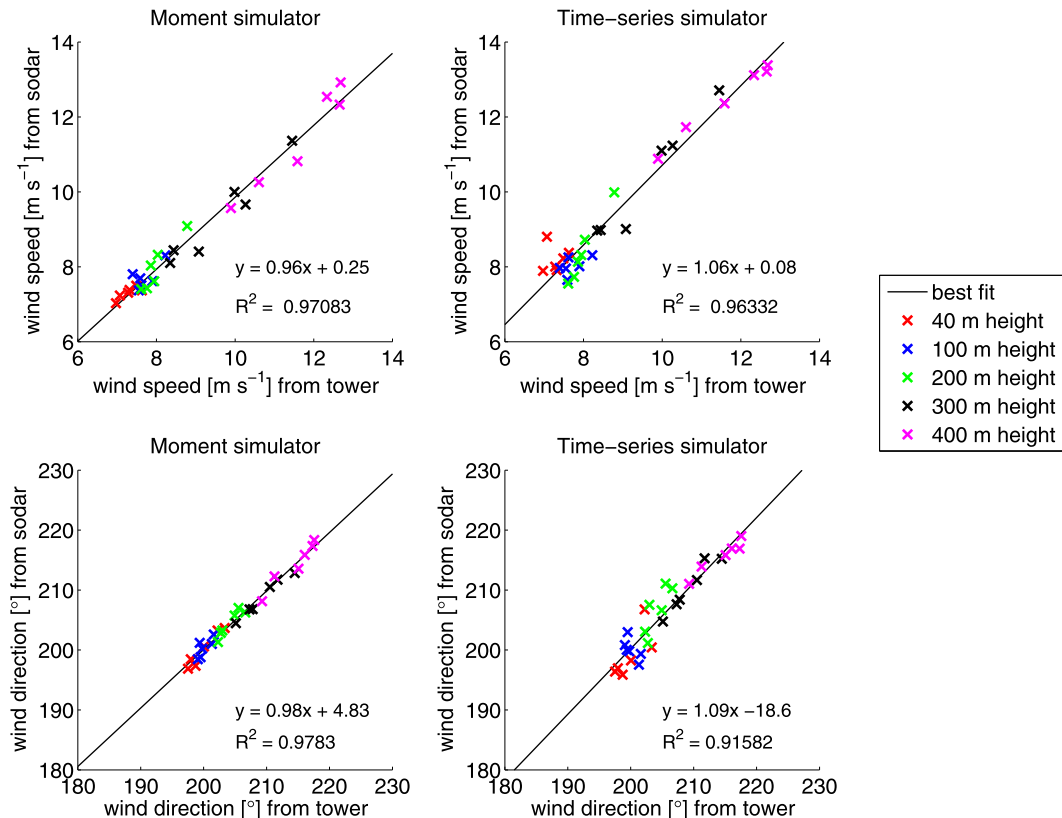 Moment simulator
14
12
10
8
6
wind speed [m s⁻¹] from sodar
y = 0.96x + 0.25
R² = 0.97083
6 8 10 12 14
wind speed [m s⁻¹] from tower
Time−series simulator
14
12
10
8
6
wind speed [m s⁻¹] from sodar
y = 1.06x + 0.08
R² = 0.96332
6 8 10 12 14
wind speed [m s⁻¹] from tower
best fit
40 m height
100 m height
200 m height
300 m height
400 m height
Moment simulator
230
220
210
200
190
180
wind direction [°] from sodar
y = 0.98x + 4.83
R² = 0.9783
180 190 200 210 220 230
wind direction [°] from tower
Time−series simulator
230
220
210
200
190
180
wind direction [°] from sodar
y = 1.09x −18.6
R² = 0.91582
180 190 200 210 220 230
wind direction [°] from tower